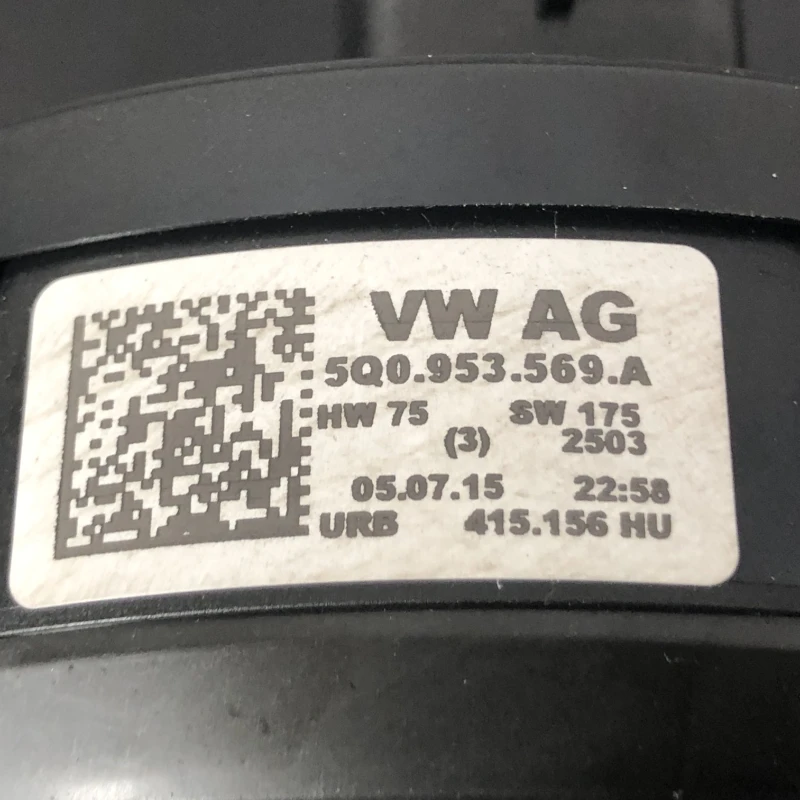 VW AG
5Q0.953.569.A
HW 75 SW 175
(3) 2503
05.07.15 22:58
URB 415.156 HU